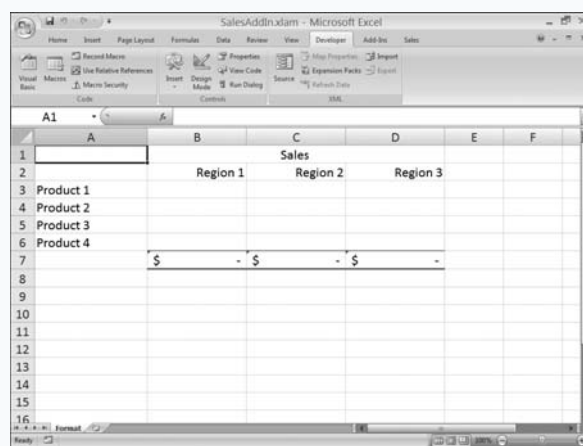 SalesAddIn.xlam - Microsoft Excel
Home Insert Page Layout Formulas Data Review View Developer Add-Ins Sales
Visual Basic
Macros
Record Macro
Use Relative References
Macro Security
Code
Insert
Design Mode
Properties
View Code
Run Dialog
Controls
Source
Map Properties
Expansion Packs
Refresh Data
Import
Export
XML
A1 fx
A B C D E F
1 Sales
2 Region 1 Region 2 Region 3
3 Product 1
4 Product 2
5 Product 3
6 Product 4
7 $ - $ - $ -
8
9
10
11
12
13
14
15
16
Format
Ready 100%